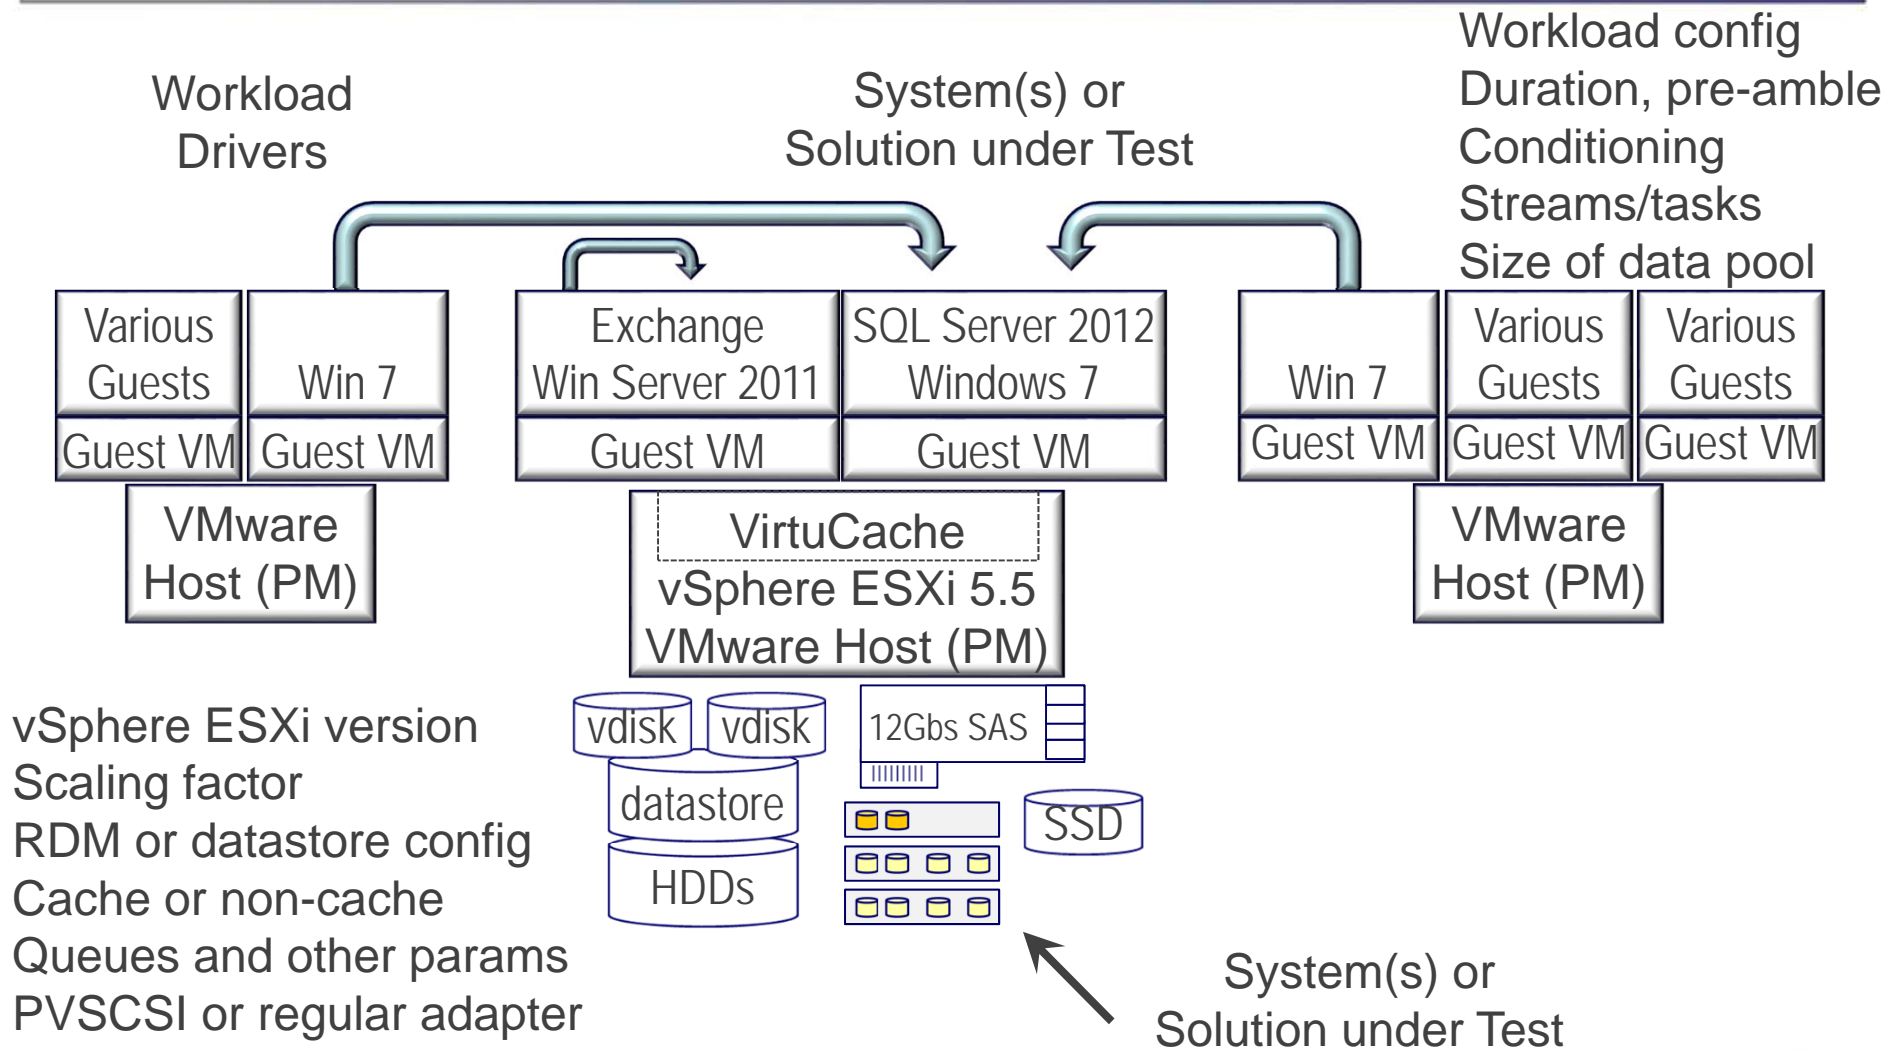 Workload
Drivers
System(s) or
Solution under Test
Workload config
Duration, pre-amble
Conditioning
Streams/tasks
Size of data pool
Various
Guests
Guest VM
Win 7
Guest VM
VMware
Host (PM)
Exchange
Win Server 2011
Guest VM
SQL Server 2012
Windows 7
Guest VM
VirtuCache
vSphere ESXi 5.5
VMware Host (PM)
Win 7
Guest VM
Various
Guests
Guest VM
Various
Guests
Guest VM
VMware
Host (PM)
vSphere ESXi version
Scaling factor
RDM or datastore config
Cache or non-cache
Queues and other params
PVSCSI or regular adapter
vdisk
vdisk
datastore
HDDs
12Gbs SAS
SSD
System(s) or
Solution under Test